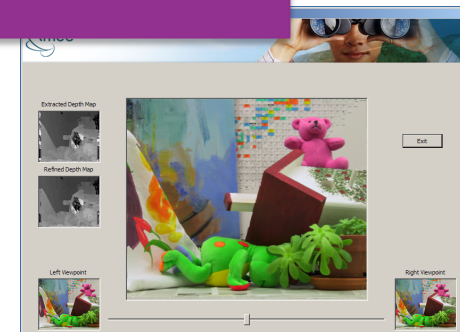 Extracted Depth Map
Exit
Refined Depth Map
Left Viewpoint
Right Viewpoint